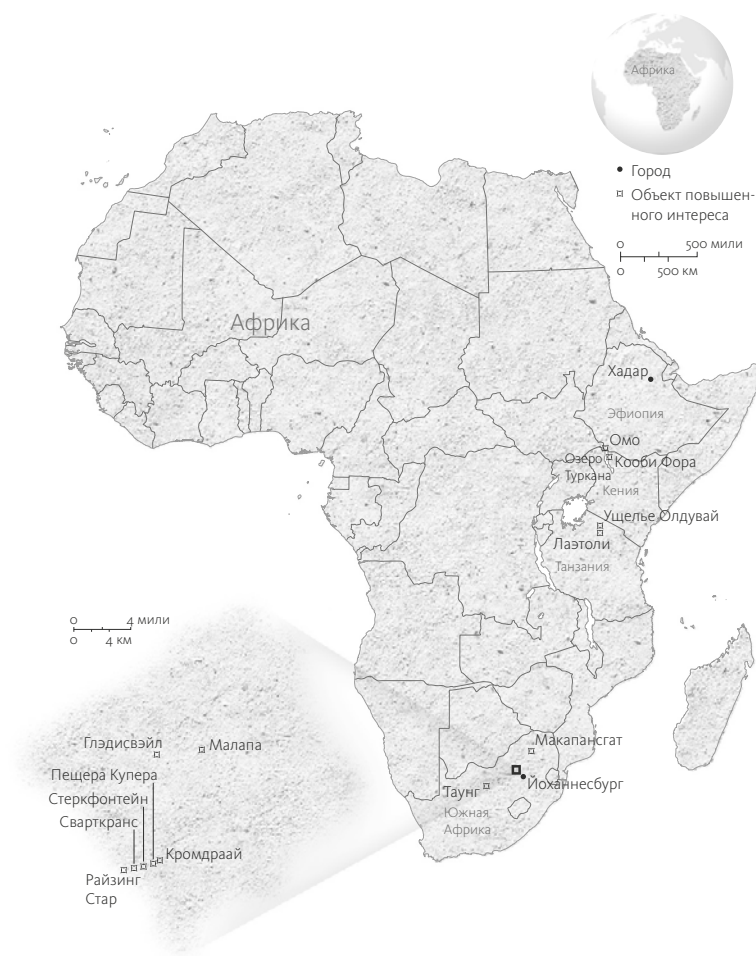 Африка
Город
Объект повышен-
ного интереса
0 500 мили
0 500 км
Африка
Хадар
Эфиопия
Омо
Озеро
Туркана
Кооби Фора
Кения
Ущелье Олдувай
Лаэтоли
Танзания
0 4 мили
0 4 км
Глэдисвэйл
Малапа
Пещера Купера
Стеркфонтейн
Сварткранс
Кромдраай
Райзинг
Стар
Макапансгат
Йоханнесбург
Таунг
Южная
Африка